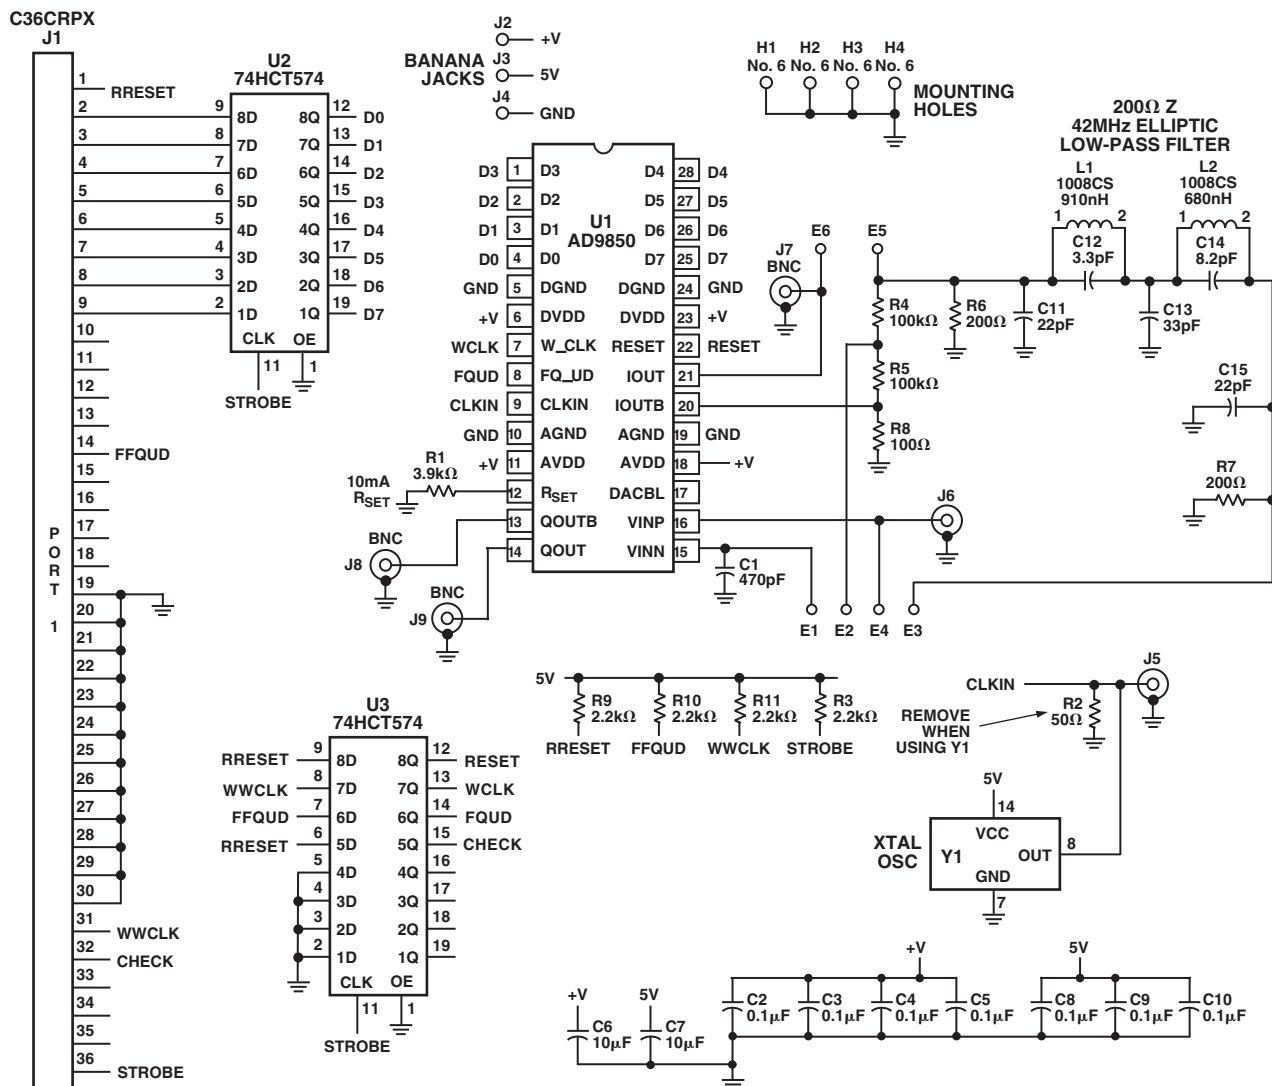 C36CRPX
J1
PORT 1
1
RRESET
2
3
4
5
6
7
8
9
10
11
12
13
14
FFQUD
15
16
17
18
19
20
21
22
23
24
25
26
27
28
29
30
31
WWCLK
32
CHECK
33
34
35
36
STROBE
U2
74HCT574
9 8D 8Q 12 D0
8 7D 7Q 13 D1
7 6D 6Q 14 D2
6 5D 5Q 15 D3
5 4D 4Q 16 D4
4 3D 3Q 17 D5
3 2D 2Q 18 D6
2 1D 1Q 19 D7
CLK OE
11 1
STROBE
BANANA
JACKS
J2
+V
J3
5V
J4
GND
H1 H2 H3 H4
No. 6 No. 6 No. 6 No. 6
MOUNTING
HOLES
U1
AD9850
D3 1 D3 D4 28 D4
D2 2 D2 D5 27 D5
D1 3 D1 D6 26 D6
D0 4 D0 D7 25 D7
GND 5 DGND DGND 24 GND
+V 6 DVDD DVDD 23 +V
WCLK 7 W_CLK RESET 22 RESET
FQUD 8 FQ_UD IOUT 21
CLKIN 9 CLKIN IOUTB 20
GND 10 AGND AGND 19 GND
+V 11 AVDD AVDD 18 +V
12 RSET DACBL 17
13 QOUTB VINP 16
14 QOUT VINN 15
R1
3.9kΩ
10mA
RSET
BNC
J8
BNC
J9
C1
470pF
J7
BNC
E6
E5
R4
100kΩ
R5
100kΩ
R8
100Ω
R6
200Ω
C11
22pF
200Ω Z
42MHz ELLIPTIC
LOW-PASS FILTER
L1
1008CS
910nH
1 2
C12
3.3pF
L2
1008CS
680nH
1 2
C14
8.2pF
C13
33pF
C15
22pF
R7
200Ω
J6
E1 E2 E4 E3
U3
74HCT574
RRESET 9 8D 8Q 12 RESET
WWCLK 8 7D 7Q 13 WCLK
FFQUD 7 6D 6Q 14 FQUD
RRESET 6 5D 5Q 15 CHECK
5 4D 4Q 16
4 3D 3Q 17
3 2D 2Q 18
2 1D 1Q 19
CLK OE
11 1
STROBE
5V
R9
2.2kΩ
R10
2.2kΩ
R11
2.2kΩ
R3
2.2kΩ
RRESET FFQUD WWCLK STROBE
CLKIN
J5
R2
50Ω
REMOVE
WHEN
USING Y1
5V
14
VCC
XTAL
OSC
Y1
OUT
8
GND
7
+V
C6
10µF
5V
C7
10µF
+V
C2
0.1µF
C3
0.1µF
C4
0.1µF
C5
0.1µF
5V
C8
0.1µF
C9
0.1µF
C10
0.1µF